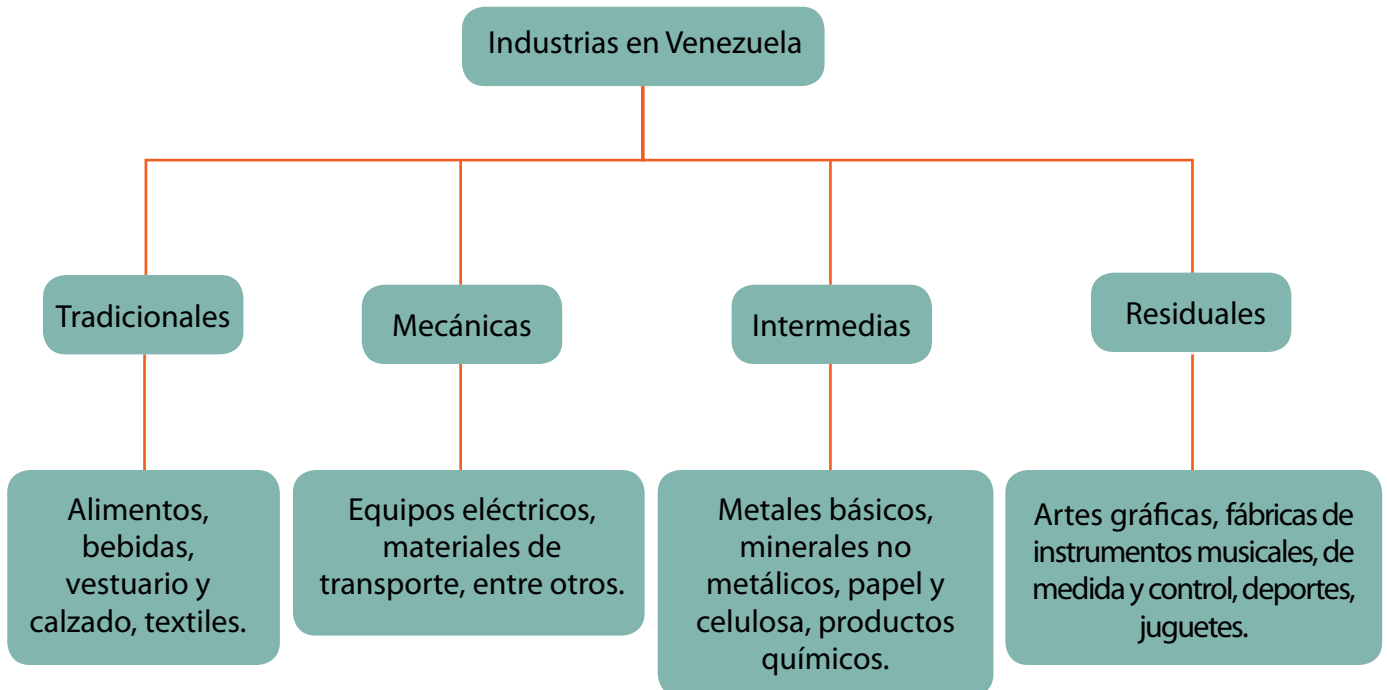 Industrias en Venezuela
Tradicionales
Mecánicas
Intermedias
Residuales
Alimentos,
bebidas,
vestuario y
calzado, textiles.
Equipos eléctricos,
materiales de
transporte, entre otros.
Metales básicos,
minerales no
metálicos, papel y
celulosa, productos
químicos.
Artes gráficas, fábricas de
instrumentos musicales, de
medida y control, deportes,
juguetes.